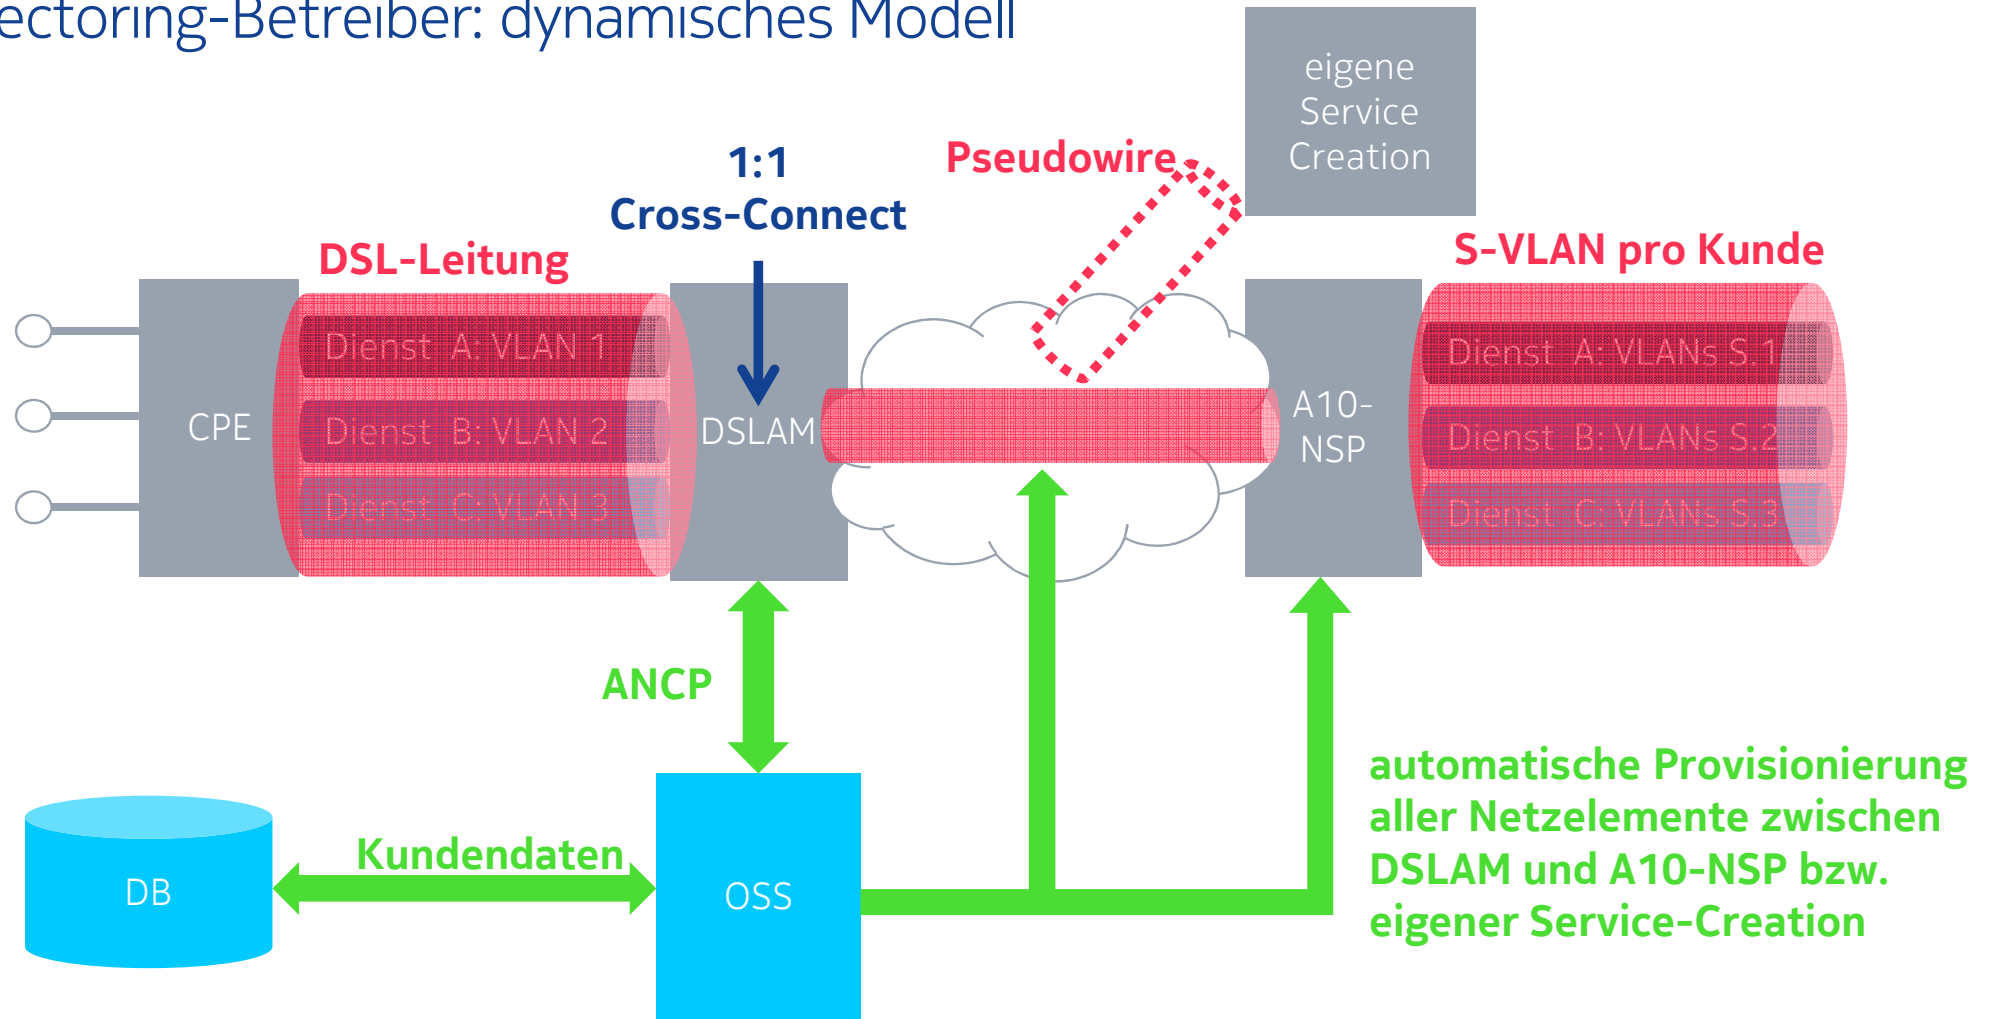 ectoring-Betreiber: dynamisches Modell
eigene
Service
Creation
1:1
Cross-Connect
Pseudowire
DSL-Leitung
S-VLAN pro Kunde
CPE
Dienst A: VLAN 1
Dienst B: VLAN 2
Dienst C: VLAN 3
DSLAM
A10-
NSP
Dienst A: VLANs S.1
Dienst B: VLANs S.2
Dienst C: VLANs S.3
ANCP
DB
Kundendaten
OSS
automatische Provisionierung
aller Netzelemente zwischen
DSLAM und A10-NSP bzw.
eigener Service-Creation